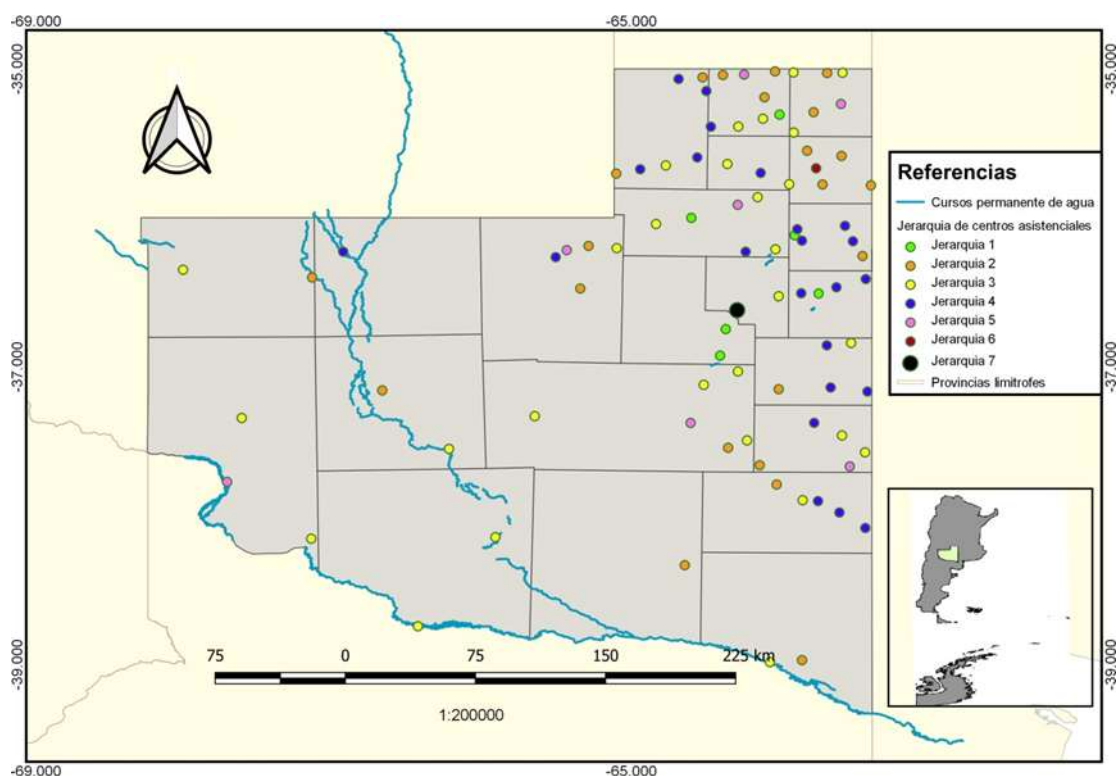 -69.000
-65.000
-35.000
-35.000
Referencias
Cursos permanente de agua
Jerarquia de centros asistenciales
Jerarquia 1
Jerarquia 2
Jerarquia 3
Jerarquia 4
Jerarquia 5
Jerarquia 6
Jerarquia 7
Provincias limitrofes
-37.000
-37.000
-39.000
-39.000
75 0 75 150 225 km
1:200000
-69.000
-65.000